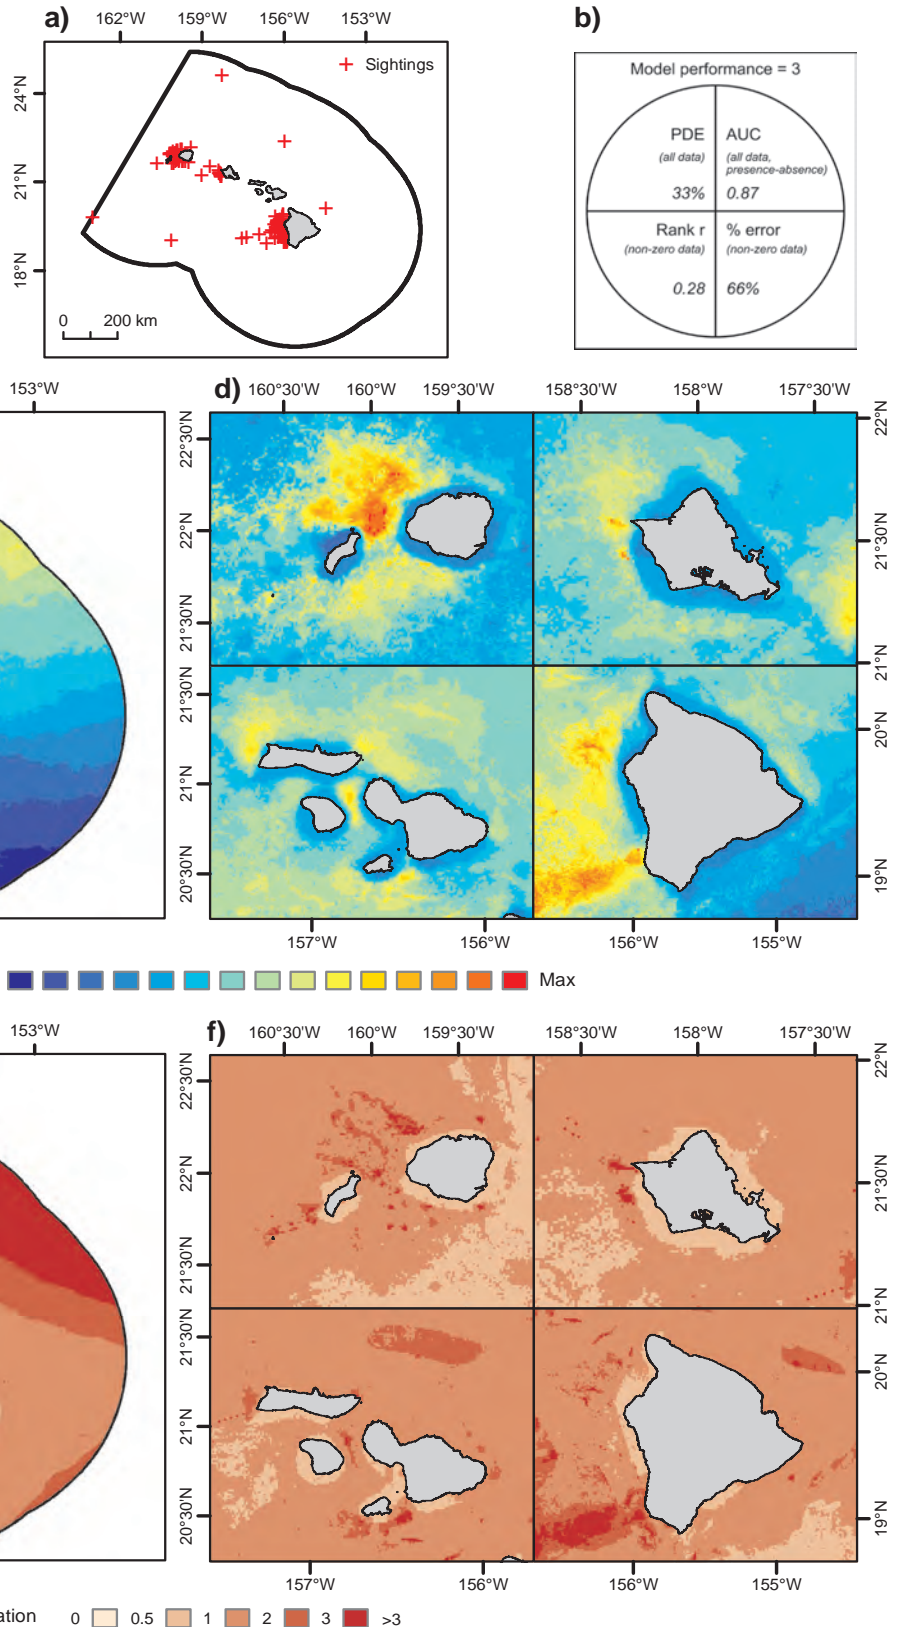 a)
162°W 159°W 156°W 153°W
24°N
21°N
18°N
Sightings
0 200 km
b)
Model performance = 3
PDE
(all data)
33%
AUC
(all data,
presence-absence)
0.87
Rank r
(non-zero data)
0.28
% error
(non-zero data)
66%
153°W
d)
160°30'W 160°W 159°30'W 158°30'W 158°W 157°30'W
22°30'N
22°N
21°30'N
22°N
21°30'N
21°N
21°30'N
21°N
20°30'N
20°N
19°N
157°W 156°W 156°W 155°W
Max
153°W
f)
160°30'W 160°W 159°30'W 158°30'W 158°W 157°30'W
22°30'N
22°N
21°30'N
22°N
21°30'N
21°N
21°30'N
21°N
20°30'N
20°N
19°N
157°W 156°W 156°W 155°W
ation 0 0.5 1 2 3 >3